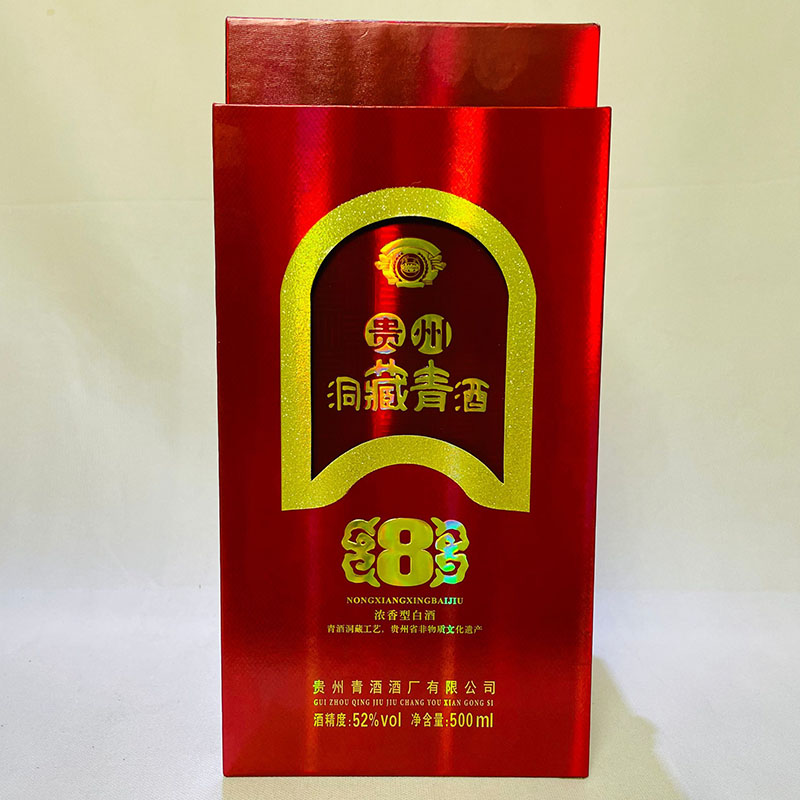 贵州
洞藏青酒
8
NONGXIANGXINGBAIJIU
浓香型白酒
青酒洞藏工艺，贵州省非物质文化遗产
贵州青酒酒厂有限公司
GUI ZHOU QING JIU JIU CHANG YOU XIAN GONG SI
酒精度:52%vol 净含量:500ml